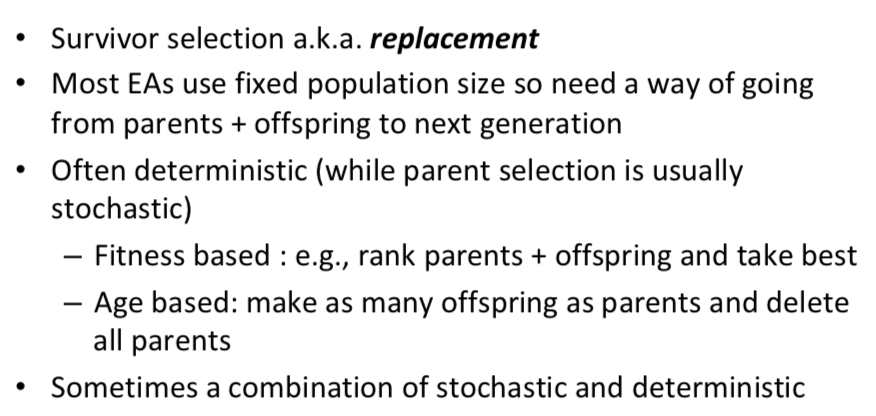 • Survivor selection a.k.a. replacement
• Most EAs use fixed population size so need a way of going
from parents + offspring to next generation
• Often deterministic (while parent selection is usually
stochastic)
– Fitness based : e.g., rank parents + offspring and take best
– Age based: make as many offspring as parents and delete
all parents
• Sometimes a combination of stochastic and deterministic